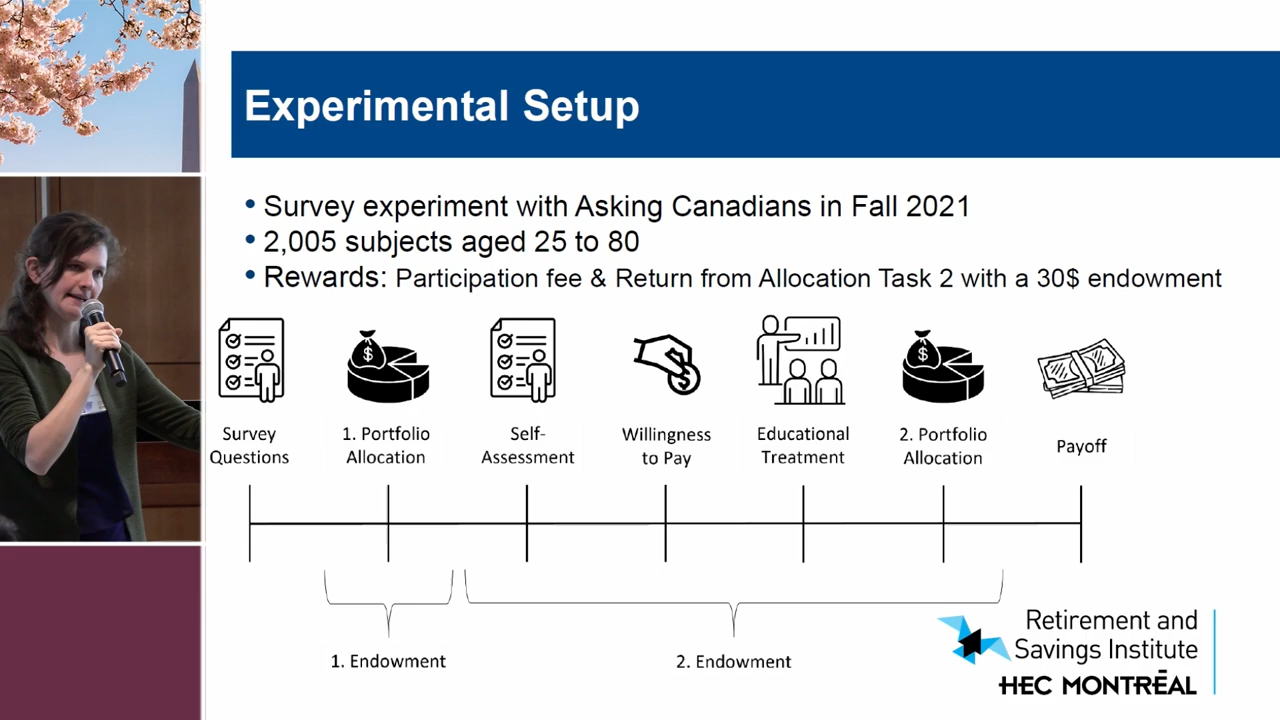 Experimental Setup
• Survey experiment with Asking Canadians in Fall 2021
• 2,005 subjects aged 25 to 80
• Rewards: Participation fee & Return from Allocation Task 2 with a 30$ endowment
Survey
Questions
1. Portfolio
Allocation
Self-
Assessment
Willingness
to Pay
Educational
Treatment
2. Portfolio
Allocation
Payoff
1. Endowment
2. Endowment
Retirement and
Savings Institute
HEC MONTRĒAL